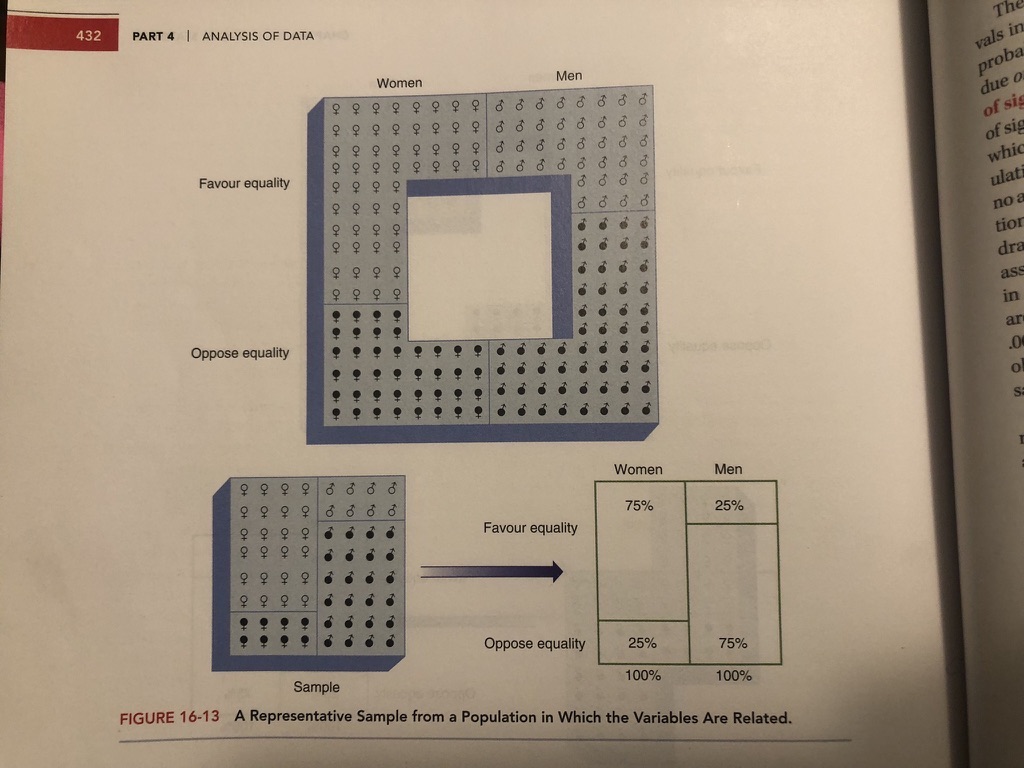 432 PART 4 | ANALYSIS OF DATA
Women Men
Favour equality
Oppose equality
Women Men
75% 25%
Favour equality
Oppose equality 25% 75%
100% 100%
Sample
FIGURE 16-13 A Representative Sample from a Population in Which the Variables Are Related.
The
vals in
proba
due o
of sig
of sig
whic
ulati
no a
tion
dra
ass
in
ar
.0
o
s